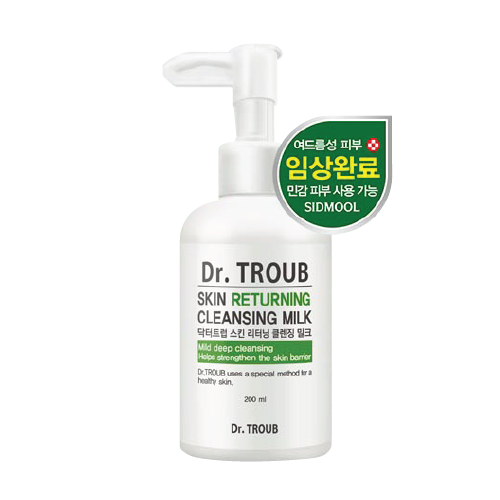 여드름성 피부
임상완료
민감 피부 사용 가능
SIDMOOL
Dr. TROUB
SKIN RETURNING
CLEANSING MILK
닥터트럽 스킨 리터닝 클렌징 밀크
Mild deep cleansing
Helps strengthen the skin barrier
Dr.TROUB uses a special method for a
healthy skin.
200 ml
Dr. TROUB